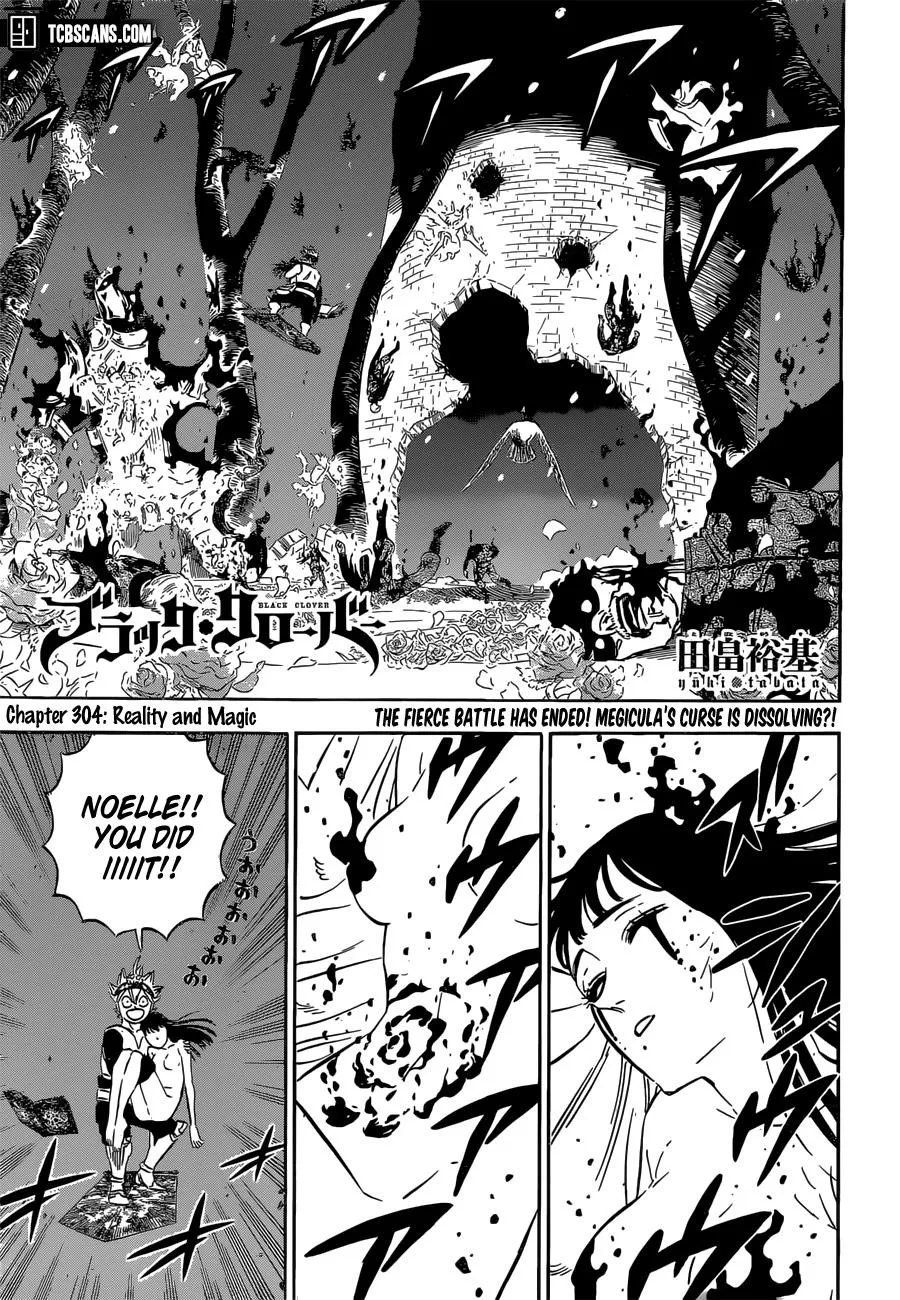 TCBSCANS.COM
ブラック・クローバー
BLACK CLOVER
田畠裕基
yūki tabata
Chapter 304: Reality and Magic
THE FIERCE BATTLE HAS ENDED! MEGICULA'S CURSE IS DISSOLVING?!
NOELLE!!
YOU DID
IIIIIT!!
うおおおおおお